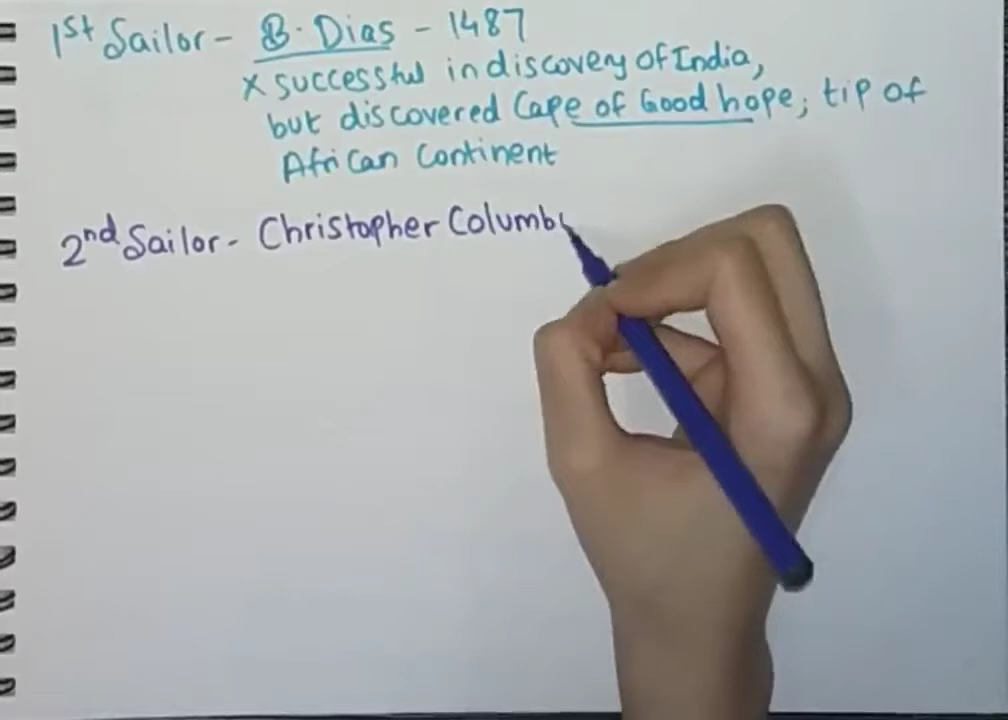 1st Sailor - B. Dias - 1487
x successful in discovery of India,
but discovered Cape of Good hope; tip of
African continent
2nd Sailor - Christopher Columb